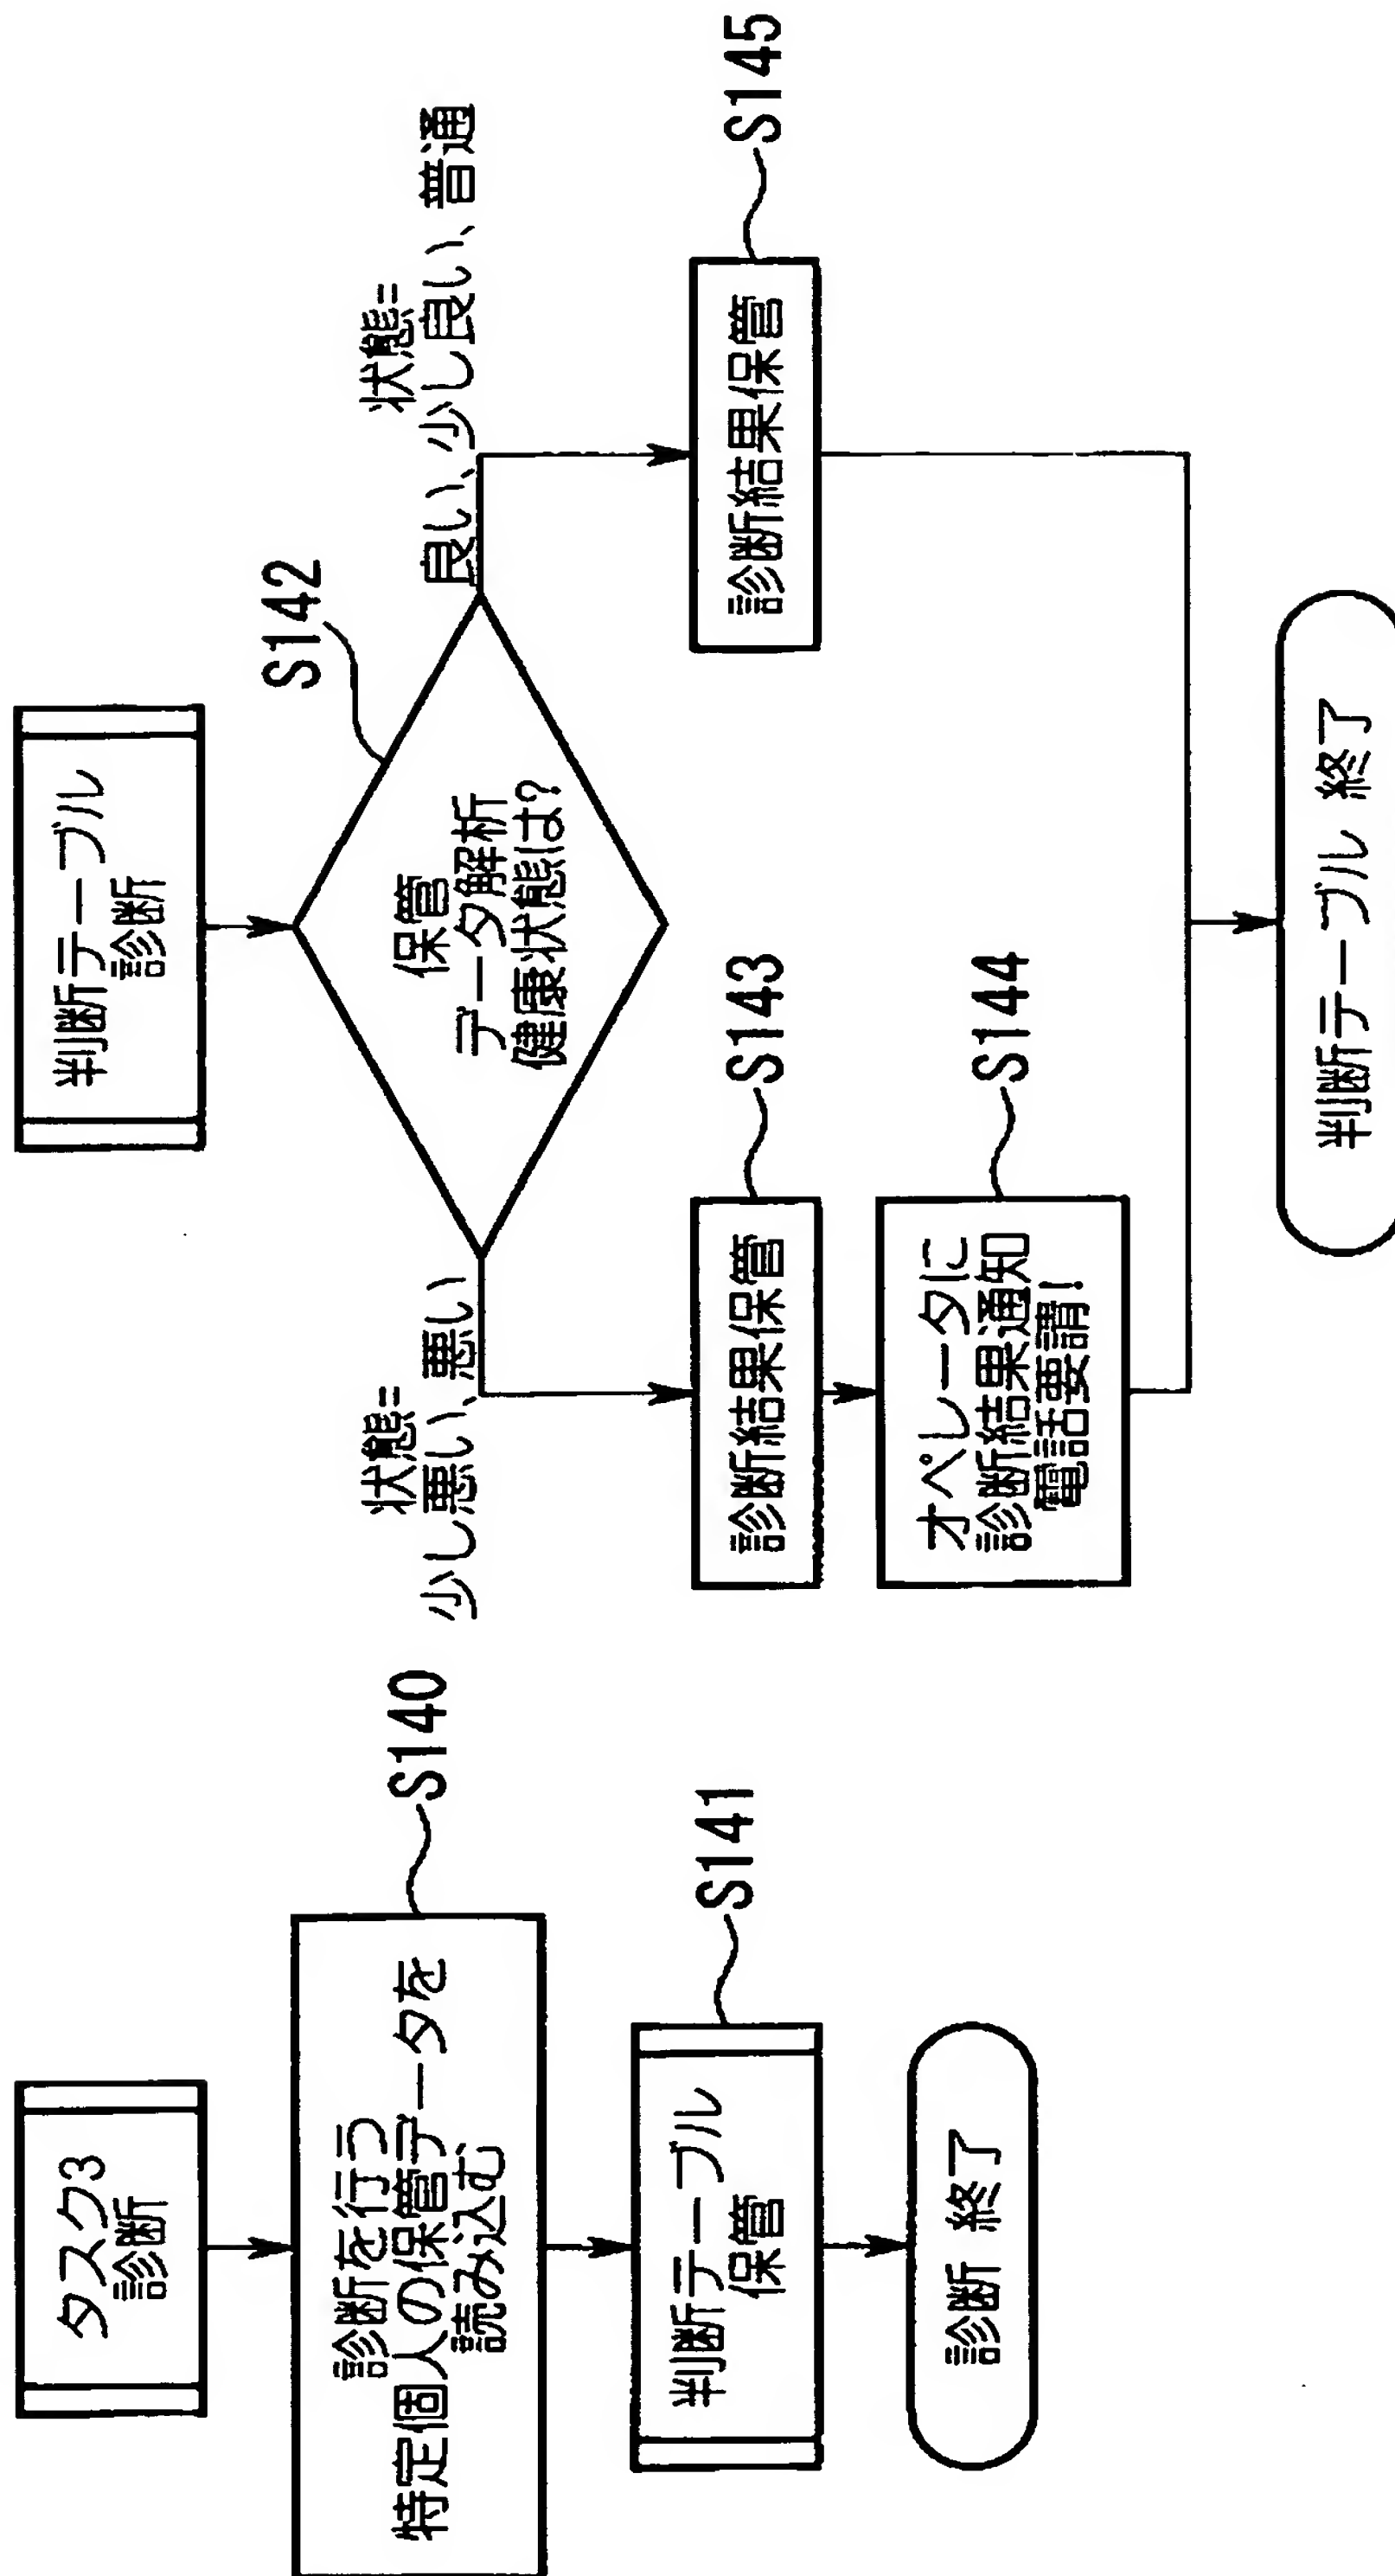 タスク3
診断
診断を行う
特定個人の保管データを
読み込む
S140
判断テーブル
保管
S141
診断 終了
判断テーブル
診断
保管
データ解析
健康状態は?
S142
状態=
少し悪い、悪い
状態=
良い、少し良い、普通
診断結果保管
S143
オペレータに
診断結果通知
電話要請!
S144
診断結果保管
S145
判断テーブル 終了